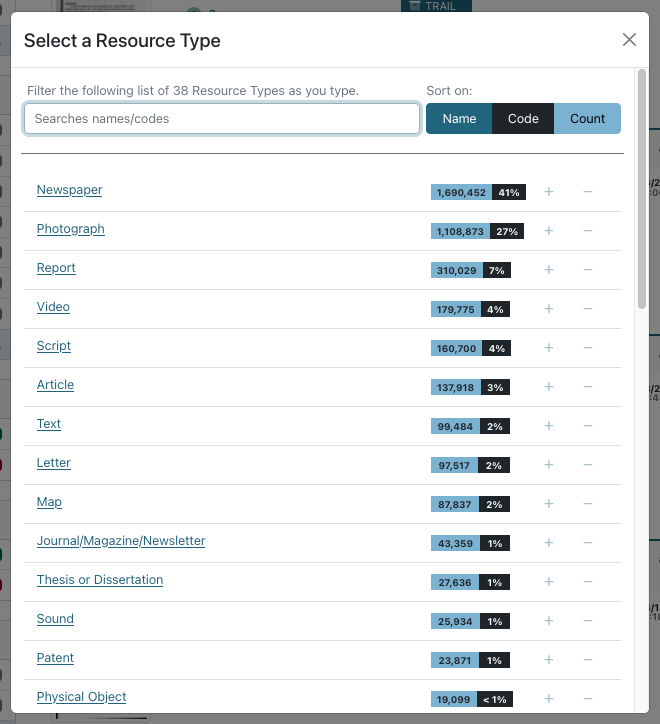 TRAIL
Select a Resource Type
Filter the following list of 38 Resource Types as you type.
Sort on:
Searches names/codes
Name Code Count
Newspaper 1,690,452 41% + −
Photograph 1,108,873 27% + −
Report 310,029 7% + −
Video 179,775 4% + −
Script 160,700 4% + −
Article 137,918 3% + −
Text 99,484 2% + −
Letter 97,517 2% + −
Map 87,837 2% + −
Journal/Magazine/Newsletter 43,359 1% + −
Thesis or Dissertation 27,636 1% + −
Sound 25,934 1% + −
Patent 23,871 1% + −
Physical Object 19,099 < 1% + −